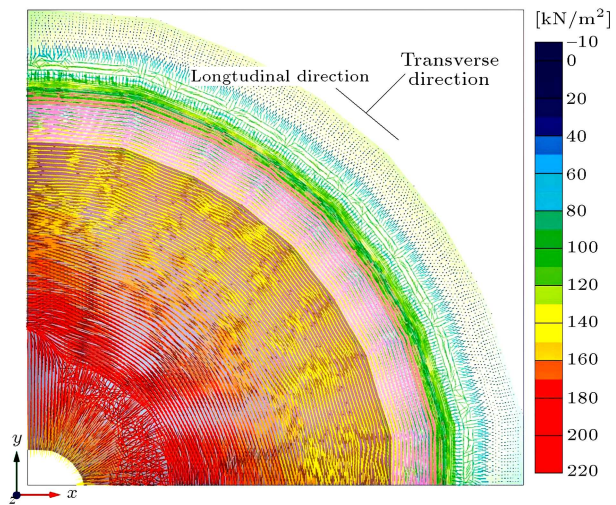 [kN/m²]
Transverse
direction
Longtudinal direction
−10
0
20
40
60
80
100
120
140
160
180
200
220
y
z
x